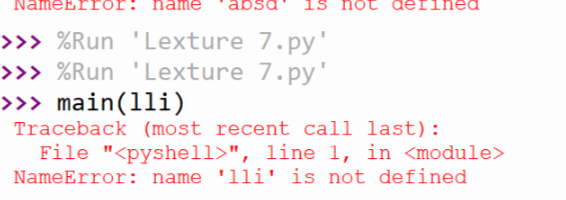 NameError: name 'absd' is not defined
>>> %Run 'Lexture 7.py'
>>> %Run 'Lexture 7.py'
>>> main(lli)
Traceback (most recent call last):
File "<pyshell>", line 1, in <module>
NameError: name 'lli' is not defined